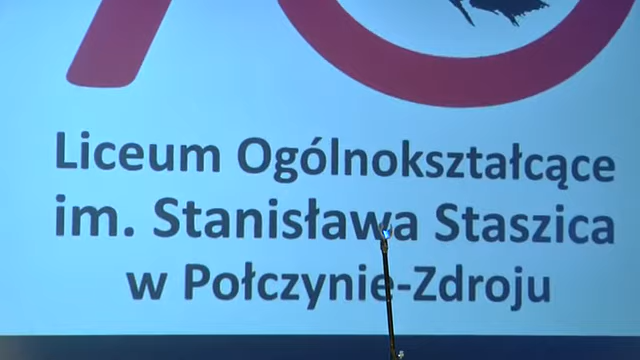 Liceum Ogólnokształcące
im. Stanisława Staszica
w Połczynie-Zdroju